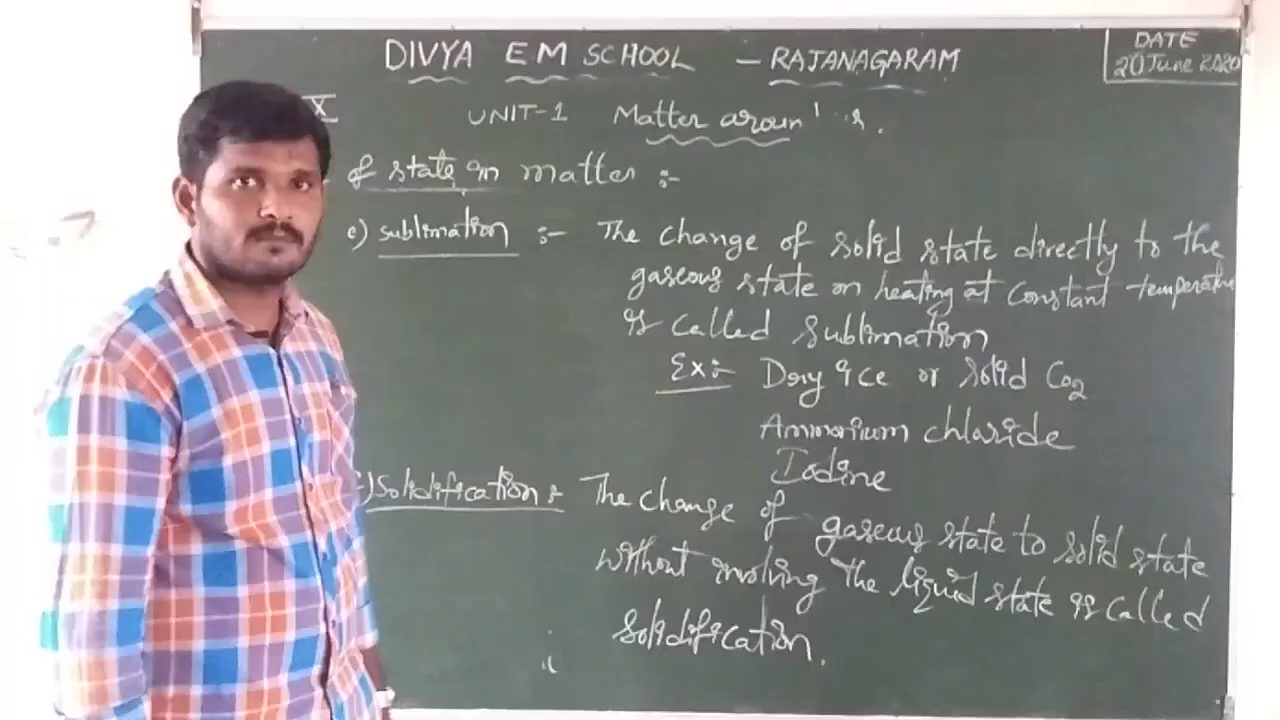 DIVYA EM SCHOOL - RAJANAGARAM
DATE
20 June 2020
X
UNIT-1 Matter aroun
of state in matter :-
e) sublimation :- The change of solid state directly to the
gaseous state on heating at constant temperature
is called sublimation
Ex:- Dry ice or solid Co2
Ammonium chloride
Iodine
Solidification :- The change of gaseous state to solid state
without involving the liquid state is called
solidification.